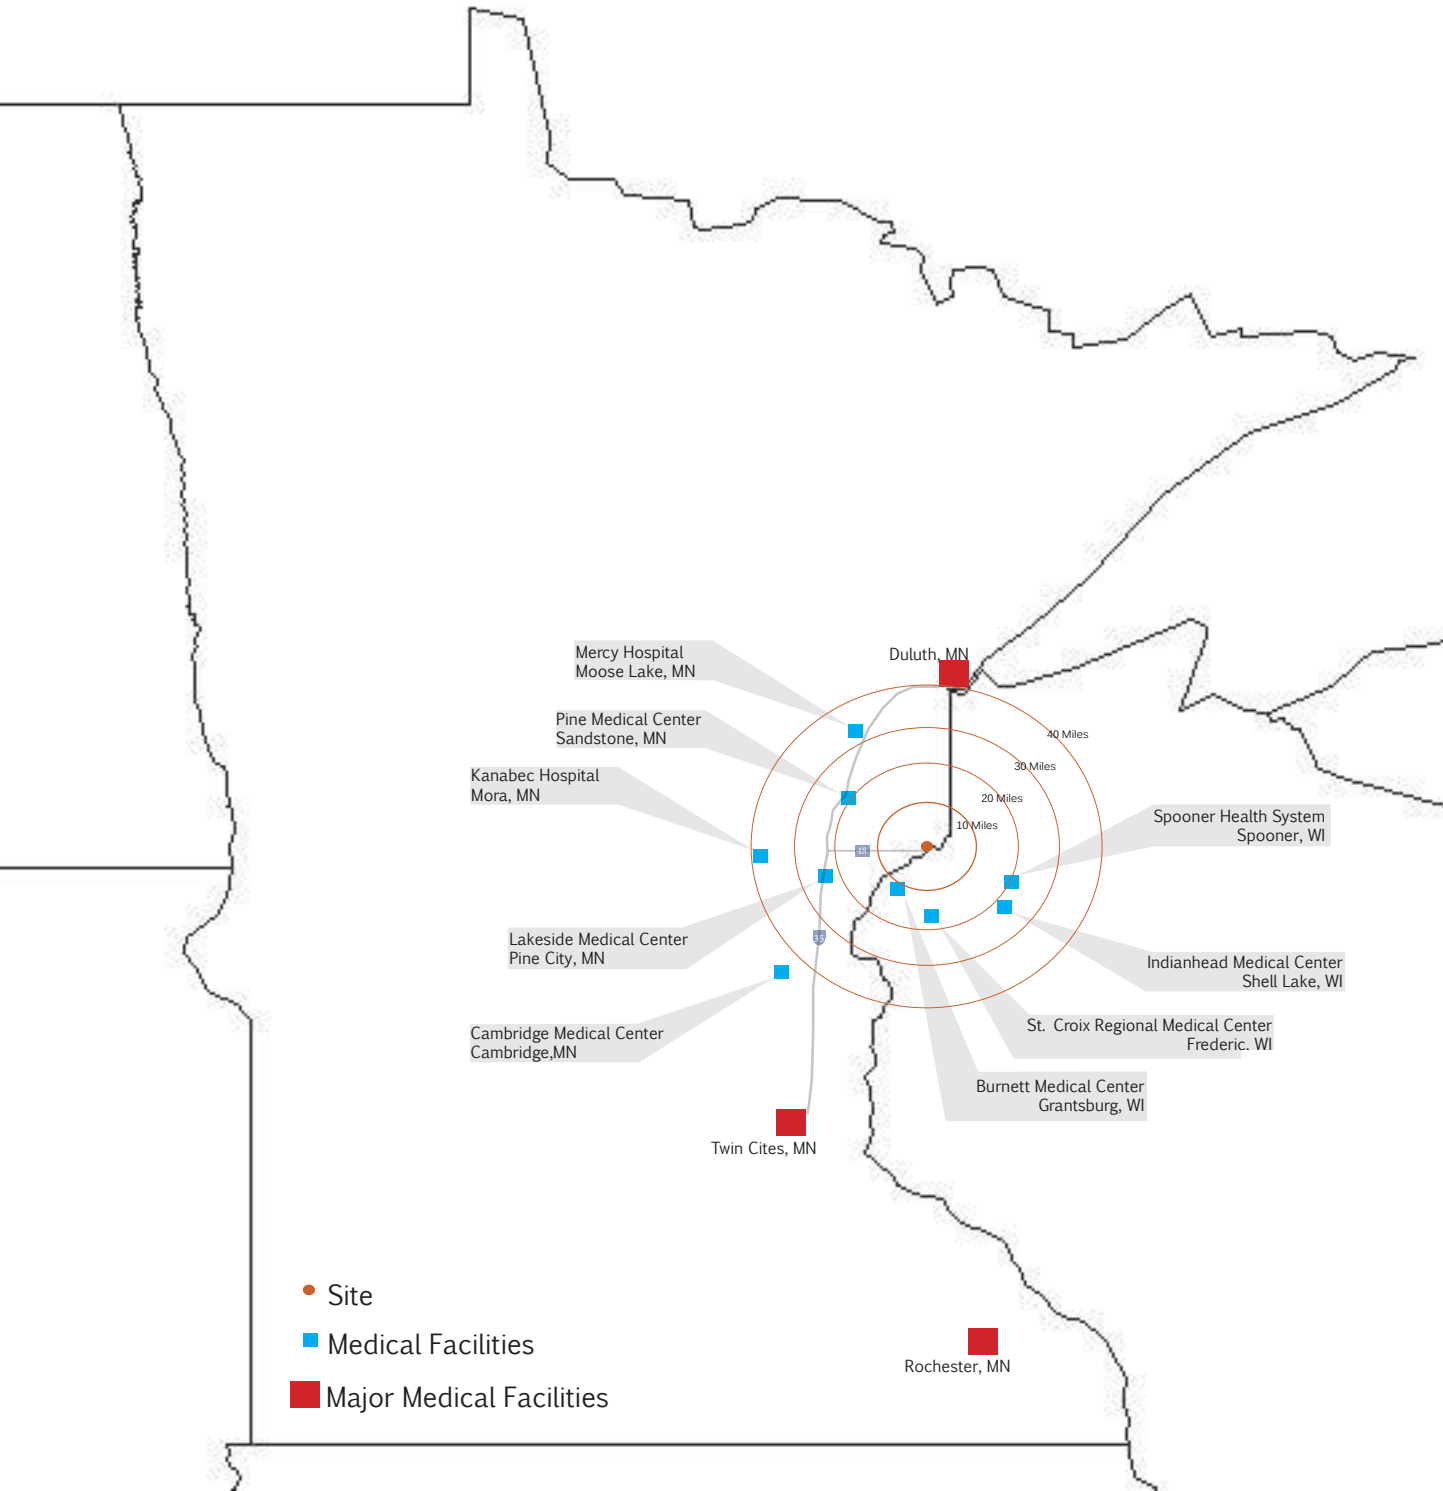 Mercy Hospital
Moose Lake, MN
Duluth, MN
Pine Medical Center
Sandstone, MN
40 Miles
30 Miles
Kanabec Hospital
Mora, MN
20 Miles
10 Miles
Spooner Health System
Spooner, WI
48
Lakeside Medical Center
Pine City, MN
35
Indianhead Medical Center
Shell Lake, WI
Cambridge Medical Center
Cambridge,MN
St. Croix Regional Medical Center
Frederic. WI
Burnett Medical Center
Grantsburg, WI
Twin Cites, MN
Site
Medical Facilities
Rochester, MN
Major Medical Facilities